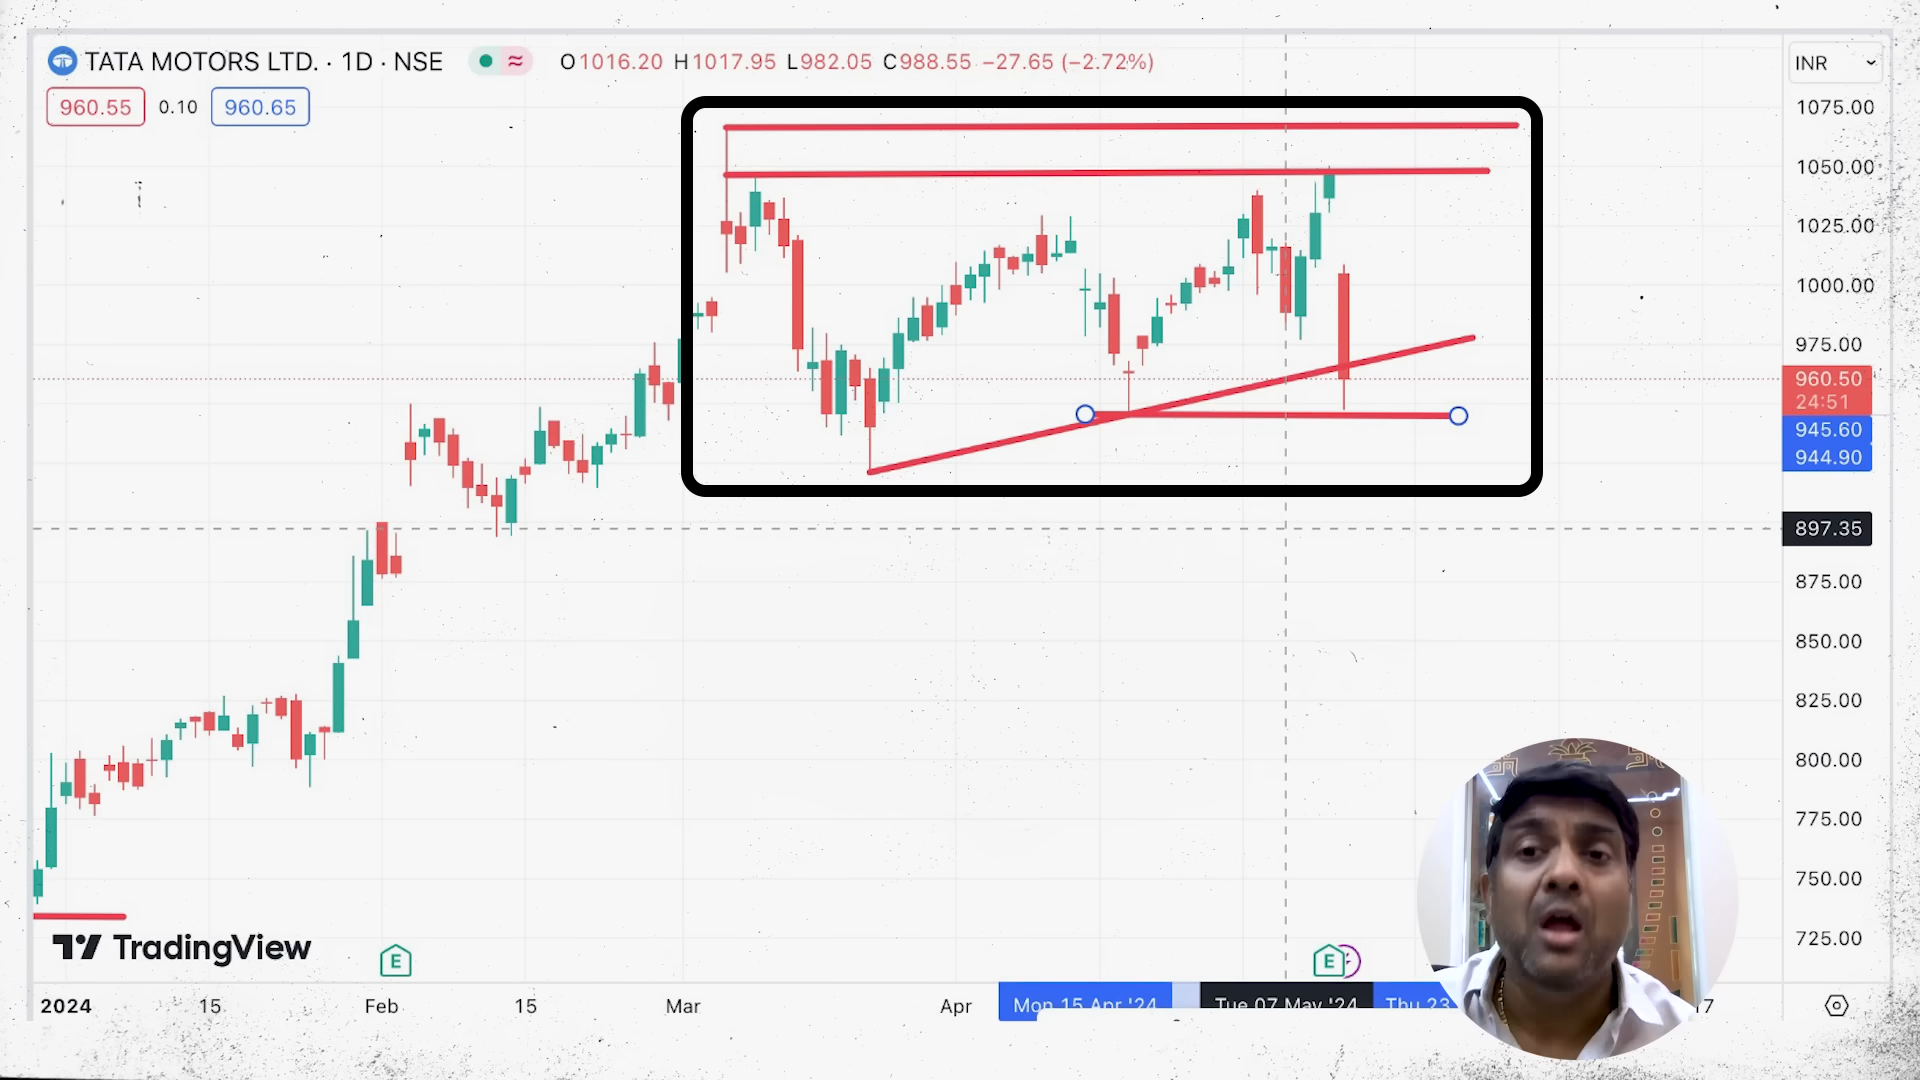 TATA MOTORS LTD. · 1D · NSE O1016.20 H1017.95 L982.05 C988.55 −27.65 (−2.72%)
INR
960.55 0.10 960.65
1075.00
1050.00
1025.00
1000.00
975.00
960.50
24:51
945.60
944.90
897.35
875.00
850.00
825.00
800.00
775.00
750.00
725.00
TradingView
E
E
2024 15 Feb 15 Mar Apr Mon 15 Apr '24 Tue 07 May '24 Thu 23